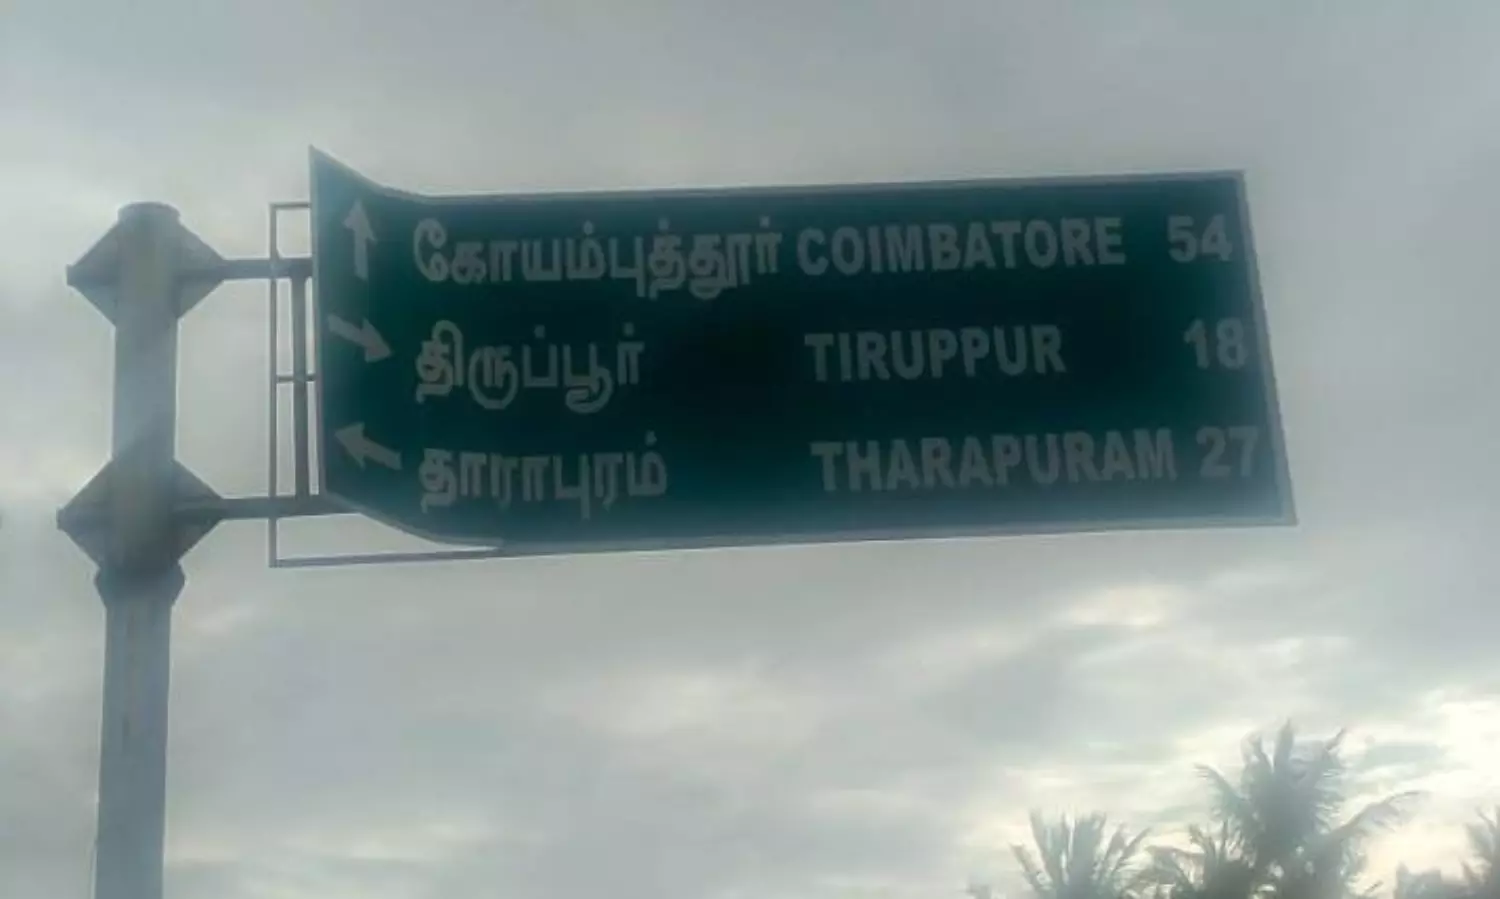 கோயம்புத்தூர் COIMBATORE 54
திருப்பூர் TIRUPPUR 18
தாராபுரம் THARAPURAM 27